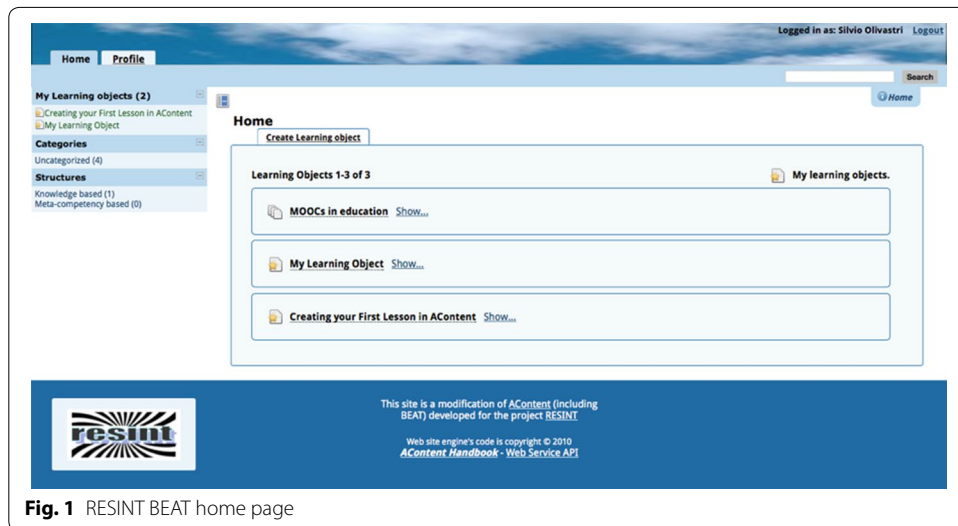 Logged in as: Silvio Olivastri Logout
Home Profile
Search
My Learning objects (2)
Creating your First Lesson in AContent
My Learning Object
Categories
Uncategorized (4)
Structures
Knowledge based (1)
Meta-competency based (0)
Home
Home
Create Learning object
Learning Objects 1-3 of 3
My learning objects.
MOOCs in education Show...
My Learning Object Show...
Creating your First Lesson in AContent Show...
resint
This site is a modification of AContent (including
BEAT) developed for the project RESINT
Web site engine's code is copyright © 2010
AContent Handbook - Web Service API
Fig. 1 RESINT BEAT home page